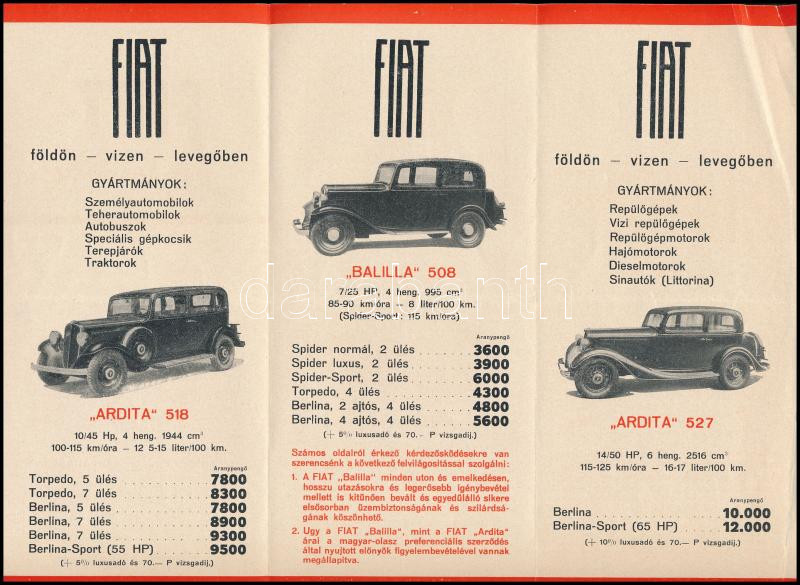 FIAT
földön – vizen – levegőben
GYÁRTMÁNYOK:
Személyautomobilok
Teherautomobilok
Autobuszok
Speciális gépkocsik
Terepjárók
Traktorok
„ARDITA“ 518
10/45 Hp, 4 heng. 1944 cm³
100-115 km/óra — 12 5-15 liter/100 km.
Aranypengő
Torpedo, 5 ülés ........ 7800
Torpedo, 7 ülés ........ 8300
Berlina, 5 ülés ........ 7800
Berlina, 7 ülés ........ 8900
Berlina, 7 ülés ........ 9300
Berlina-Sport (55 HP) .... 9500
(+ 5% luxusadó és 70.— P vizsgadij.)
FIAT
„BALILLA“ 508
7/25 HP, 4 heng. 995 cm³
85-90 km/óra — 8 liter/100 km.
(Spider-Sport: 115 km/óra)
Aranypengő
Spider normál, 2 ülés ..... 3600
Spider luxus, 2 ülés ..... 3900
Spider-Sport, 2 ülés ..... 6000
Torpedo, 4 ülés ........ 4300
Berlina, 2 ajtós, 4 ülés .... 4800
Berlina, 4 ajtós, 4 ülés .... 5600
(+ 5% luxusadó és 70.— P vizsgadij.)
Számos oldalról érkező kérdezősködésekre van
szerencsénk a következő felvilágositással szolgálni:
1. A FIAT „Balilla“ minden uton és emelkedésen,
hosszu utazásokra és legerősebb igénybevétel
mellett is kitünően bevált és egyedülálló sikere
elsősorban üzembiztonságának és szilárdsá-
gának köszönhető.
2. Ugy a FIAT „Balilla“, mint a FIAT „Ardita“
árai a magyar-olasz preferenciális szerződés
által nyujtott előnyök figyelembevételével vannak
megállapitva.
FIAT
földön – vizen – levegőben
GYÁRTMÁNYOK:
Repülőgépek
Vizi repülőgépek
Repülőgépmotorok
Hajómotorok
Dieselmotorok
Sinautók (Littorina)
„ARDITA“ 527
14/50 HP, 6 heng. 2516 cm³
115-125 km/óra — 16-17 liter/100 km.
Aranypengő
Berlina ............ 10.000
Berlina-Sport (65 HP) ... 12.000
(+ 10% luxusadó és 70.— P vizsgadij.)
darabanth